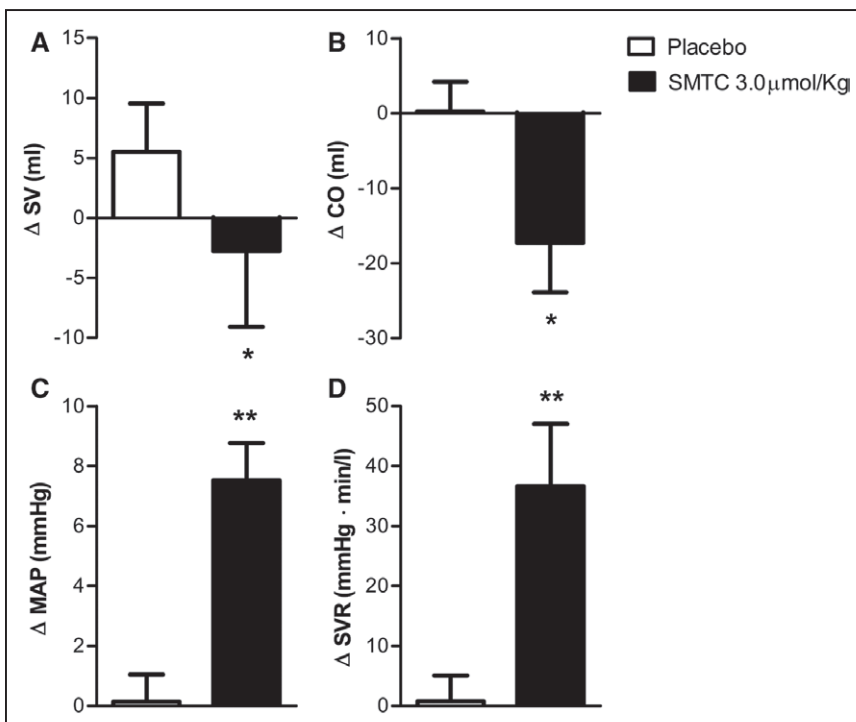 A
Δ SV (ml)
15
10
5
0
-5
-10
*
B
Δ CO (ml)
10
0
-10
-20
-30
*
Placebo
SMTC 3.0μmol/Kg
C
Δ MAP (mmHg)
10
8
6
4
2
0
**
D
Δ SVR (mmHg · min/l)
50
40
30
20
10
0
**